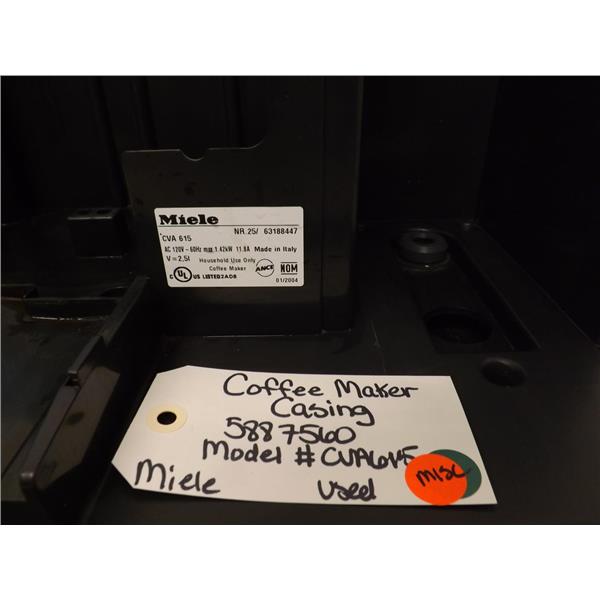 Miele NR.25/ 63188447
CVA 615
AC 120V~60Hz max 1.42kW 11.8A Made in Italy
V=2,5l Household Use Only
Coffee Maker
C UL US LISTED 2A08
ANCE NOM
01/2004
Coffee Maker
Casing
5887560
Model # CVA615
Miele used
MISC